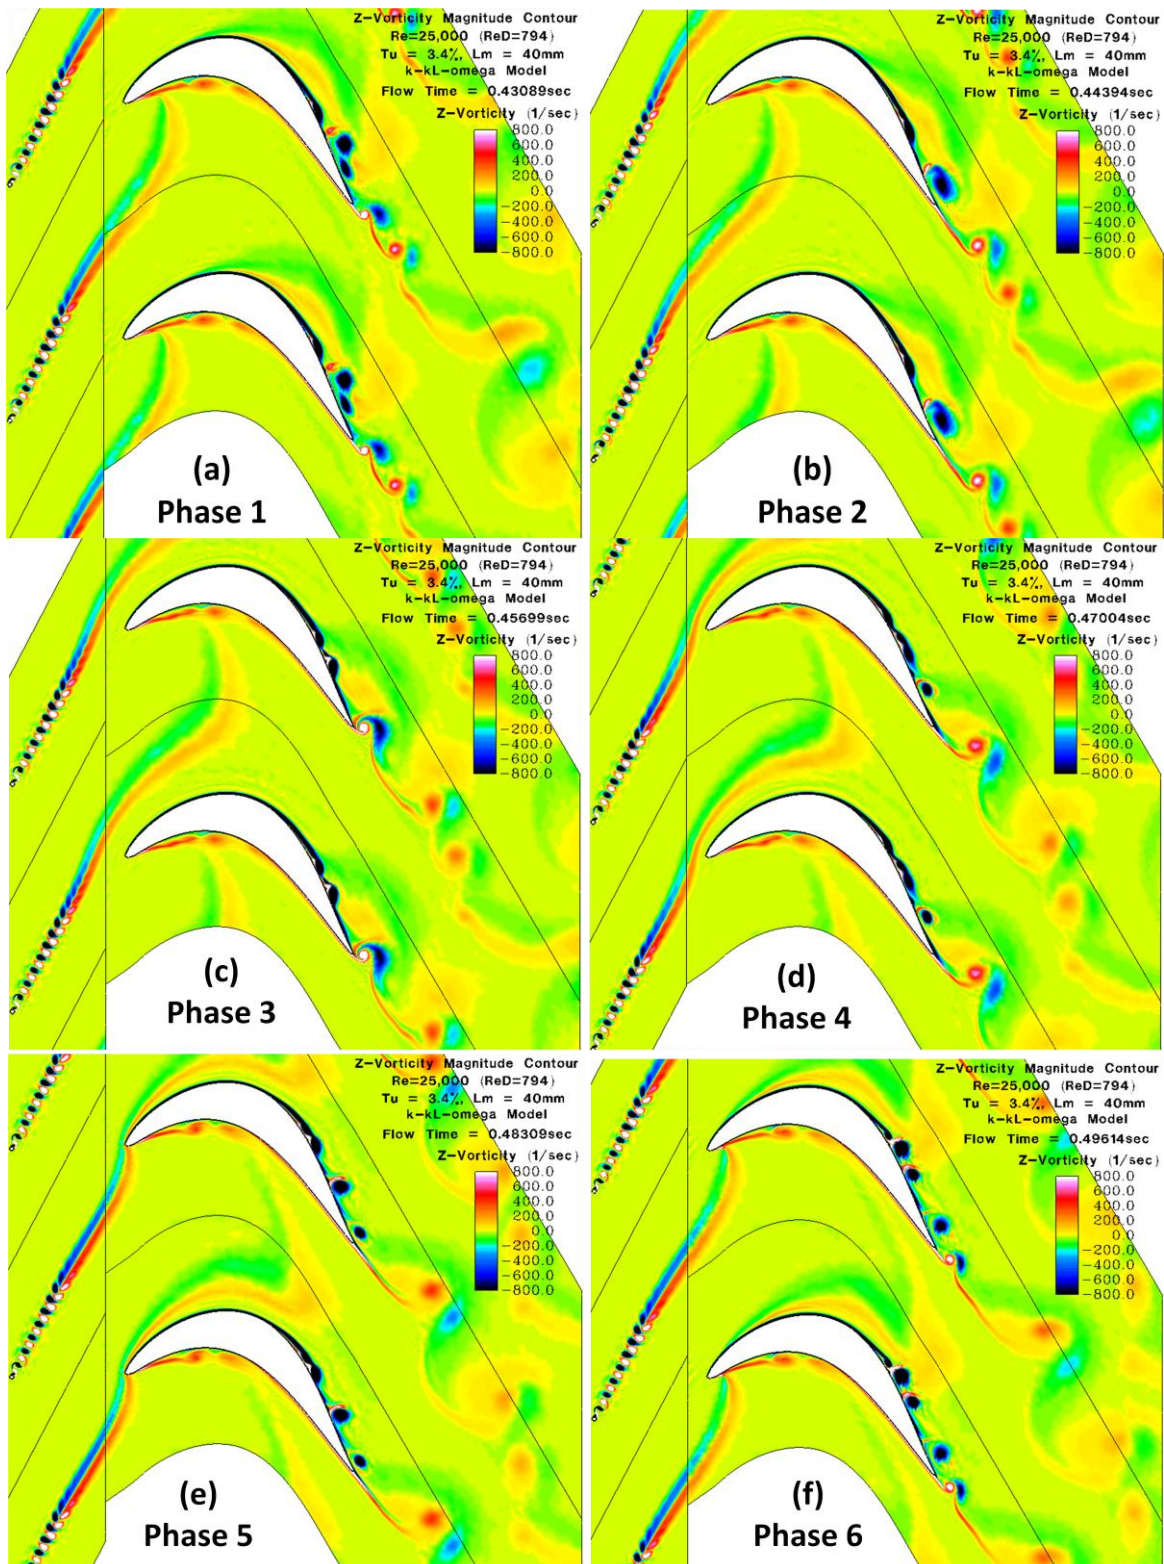 Z-Vorticity Magnitude Contour
Re=25,000 (ReD=794)
Tu = 3.4%, Lm = 40mm
k-kL-omega Model
Flow Time = 0.43089sec
Z-Vorticity (1/sec)
800.0
600.0
400.0
200.0
0.0
-200.0
-400.0
-600.0
-800.0
(a)
Phase 1
Z-Vorticity Magnitude Contour
Re=25,000 (ReD=794)
Tu = 3.4%, Lm = 40mm
k-kL-omega Model
Flow Time = 0.44394sec
Z-Vorticity (1/sec)
800.0
600.0
400.0
200.0
0.0
-200.0
-400.0
-600.0
-800.0
(b)
Phase 2
Z-Vorticity Magnitude Contour
Re=25,000 (ReD=794)
Tu = 3.4%, Lm = 40mm
k-kL-omega Model
Flow Time = 0.45699sec
Z-Vorticity (1/sec)
800.0
600.0
400.0
200.0
0.0
-200.0
-400.0
-600.0
-800.0
(c)
Phase 3
Z-Vorticity Magnitude Contour
Re=25,000 (ReD=794)
Tu = 3.4%, Lm = 40mm
k-kL-omega Model
Flow Time = 0.47004sec
Z-Vorticity (1/sec)
800.0
600.0
400.0
200.0
0.0
-200.0
-400.0
-600.0
-800.0
(d)
Phase 4
Z-Vorticity Magnitude Contour
Re=25,000 (ReD=794)
Tu = 3.4%, Lm = 40mm
k-kL-omega Model
Flow Time = 0.48309sec
Z-Vorticity (1/sec)
800.0
600.0
400.0
200.0
0.0
-200.0
-400.0
-600.0
-800.0
(e)
Phase 5
Z-Vorticity Magnitude Contour
Re=25,000 (ReD=794)
Tu = 3.4%, Lm = 40mm
k-kL-omega Model
Flow Time = 0.49614sec
Z-Vorticity (1/sec)
800.0
600.0
400.0
200.0
0.0
-200.0
-400.0
-600.0
-800.0
(f)
Phase 6